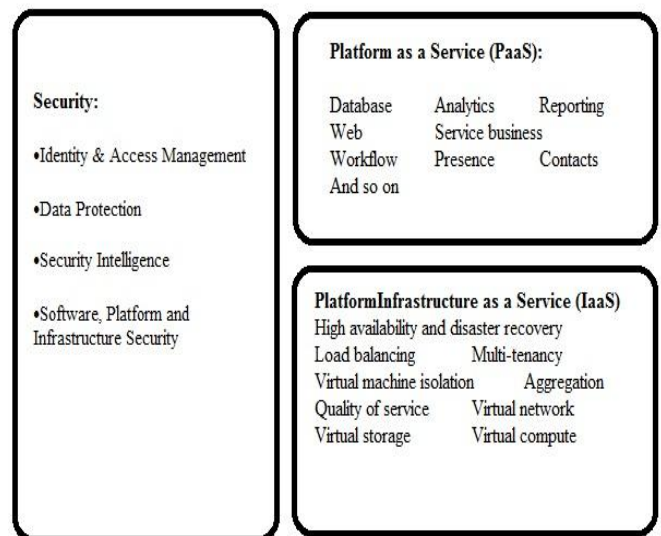 Security:
•Identity & Access Management
•Data Protection
•Security Intelligence
•Software, Platform and
Infrastructure Security
Platform as a Service (PaaS):
Database Analytics Reporting
Web Service business
Workflow Presence Contacts
And so on
PlatformInfrastructure as a Service (IaaS)
High availability and disaster recovery
Load balancing Multi-tenancy
Virtual machine isolation Aggregation
Quality of service Virtual network
Virtual storage Virtual compute